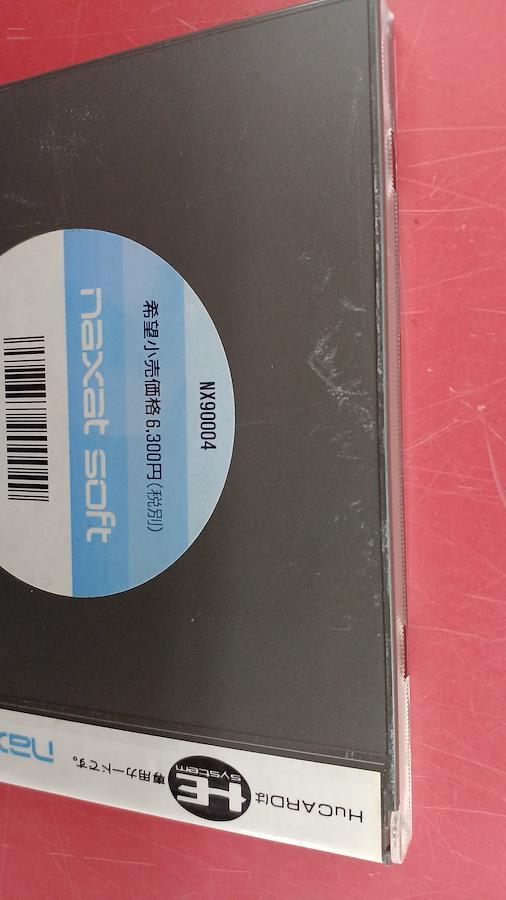 NX90004
希望小売価格6,300円(税別)
naxat soft
HuCARDは
HE
SYSTEM
専用カードです。